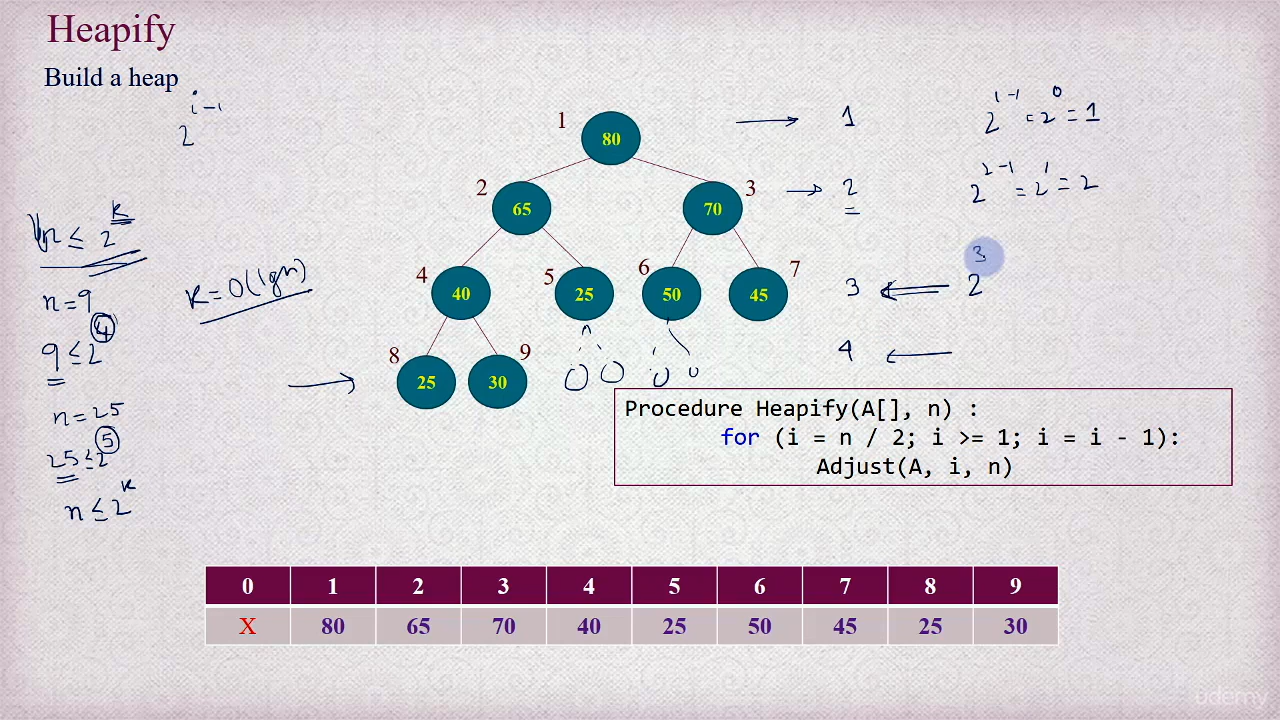 Heapify
Build a heap
2^(i-1)
n ≤ 2^k
n=9
9 ≤ 2^4
n=25
25 ≤ 2^5
n ≤ 2^k
k=O(lgn)
1
80
2
65
3
70
4
40
5
25
6
50
7
45
8
25
9
30
1
2
3
4
2^(1-1) = 2^0 = 1
2^(2-1) = 2^1 = 2
2^3
Procedure Heapify(A[], n) :
for (i = n / 2; i >= 1; i = i - 1):
Adjust(A, i, n)
0 1 2 3 4 5 6 7 8 9
X 80 65 70 40 25 50 45 25 30
udemy